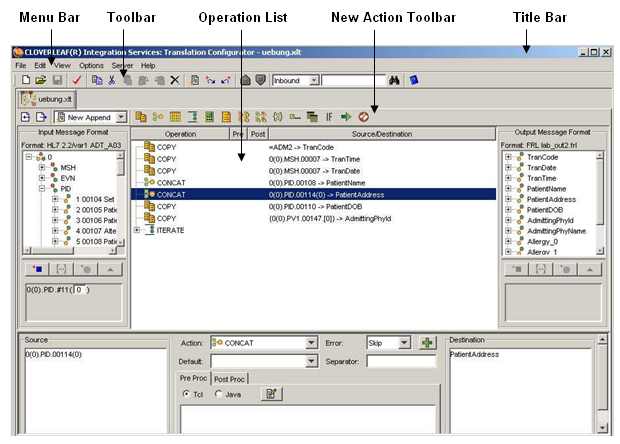 Menu Bar Toolbar Operation List New Action Toolbar Title Bar
CLOVERLEAF(R) Integration Services: Translation Configurator - uebung.xlt
File Edit View Options Server Help
Inbound
uebung.xlt
New Append IF
Input Message Format Operation Pre Post Source/Destination Output Message Format
Format: HL7 2.2/var1 ADT_A03 COPY =ADM2 -> TranCode Format: FRL lab_out2.frl
0 COPY 0(0).MSH.00007 -> TranTime TranCode
MSH COPY 0(0).MSH.00007 -> TranDate TranDate
EVN CONCAT 0(0).PID.00108 -> PatientName TranTime
PID CONCAT 0(0).PID.00114(0) -> PatientAddress PatientName
1 00104 Set COPY 0(0).PID.00110 -> PatientDOB PatientAddress
2 00105 Patie COPY {0(0).PV1.00147 [0]} -> AdmittingPhyId PatientDOB
3 00106 Patie ITERATE AdmittingPhyId
4 00107 Alte AdmittingPhyName
5 00108 Patie Allergy_0
Allergy_1
0(0).PID.#11( 0 )
Source Action: CONCAT Error: Skip Destination
0(0).PID.00114(0) Default: Separator: PatientAddress
Pre Proc Post Proc
Tcl Java